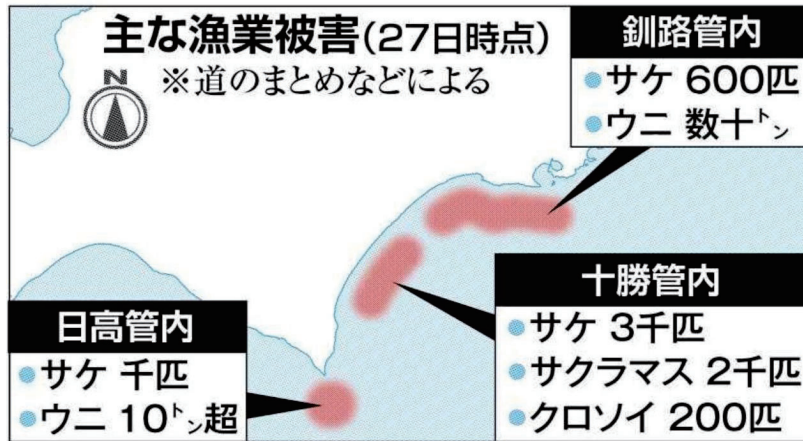 主な漁業被害(27日時点)
※道のまとめなどによる
N
釧路管内
サケ 600匹
ウニ 数十トン
十勝管内
サケ 3千匹
サクラマス 2千匹
クロソイ 200匹
日高管内
サケ 千匹
ウニ 10トン超